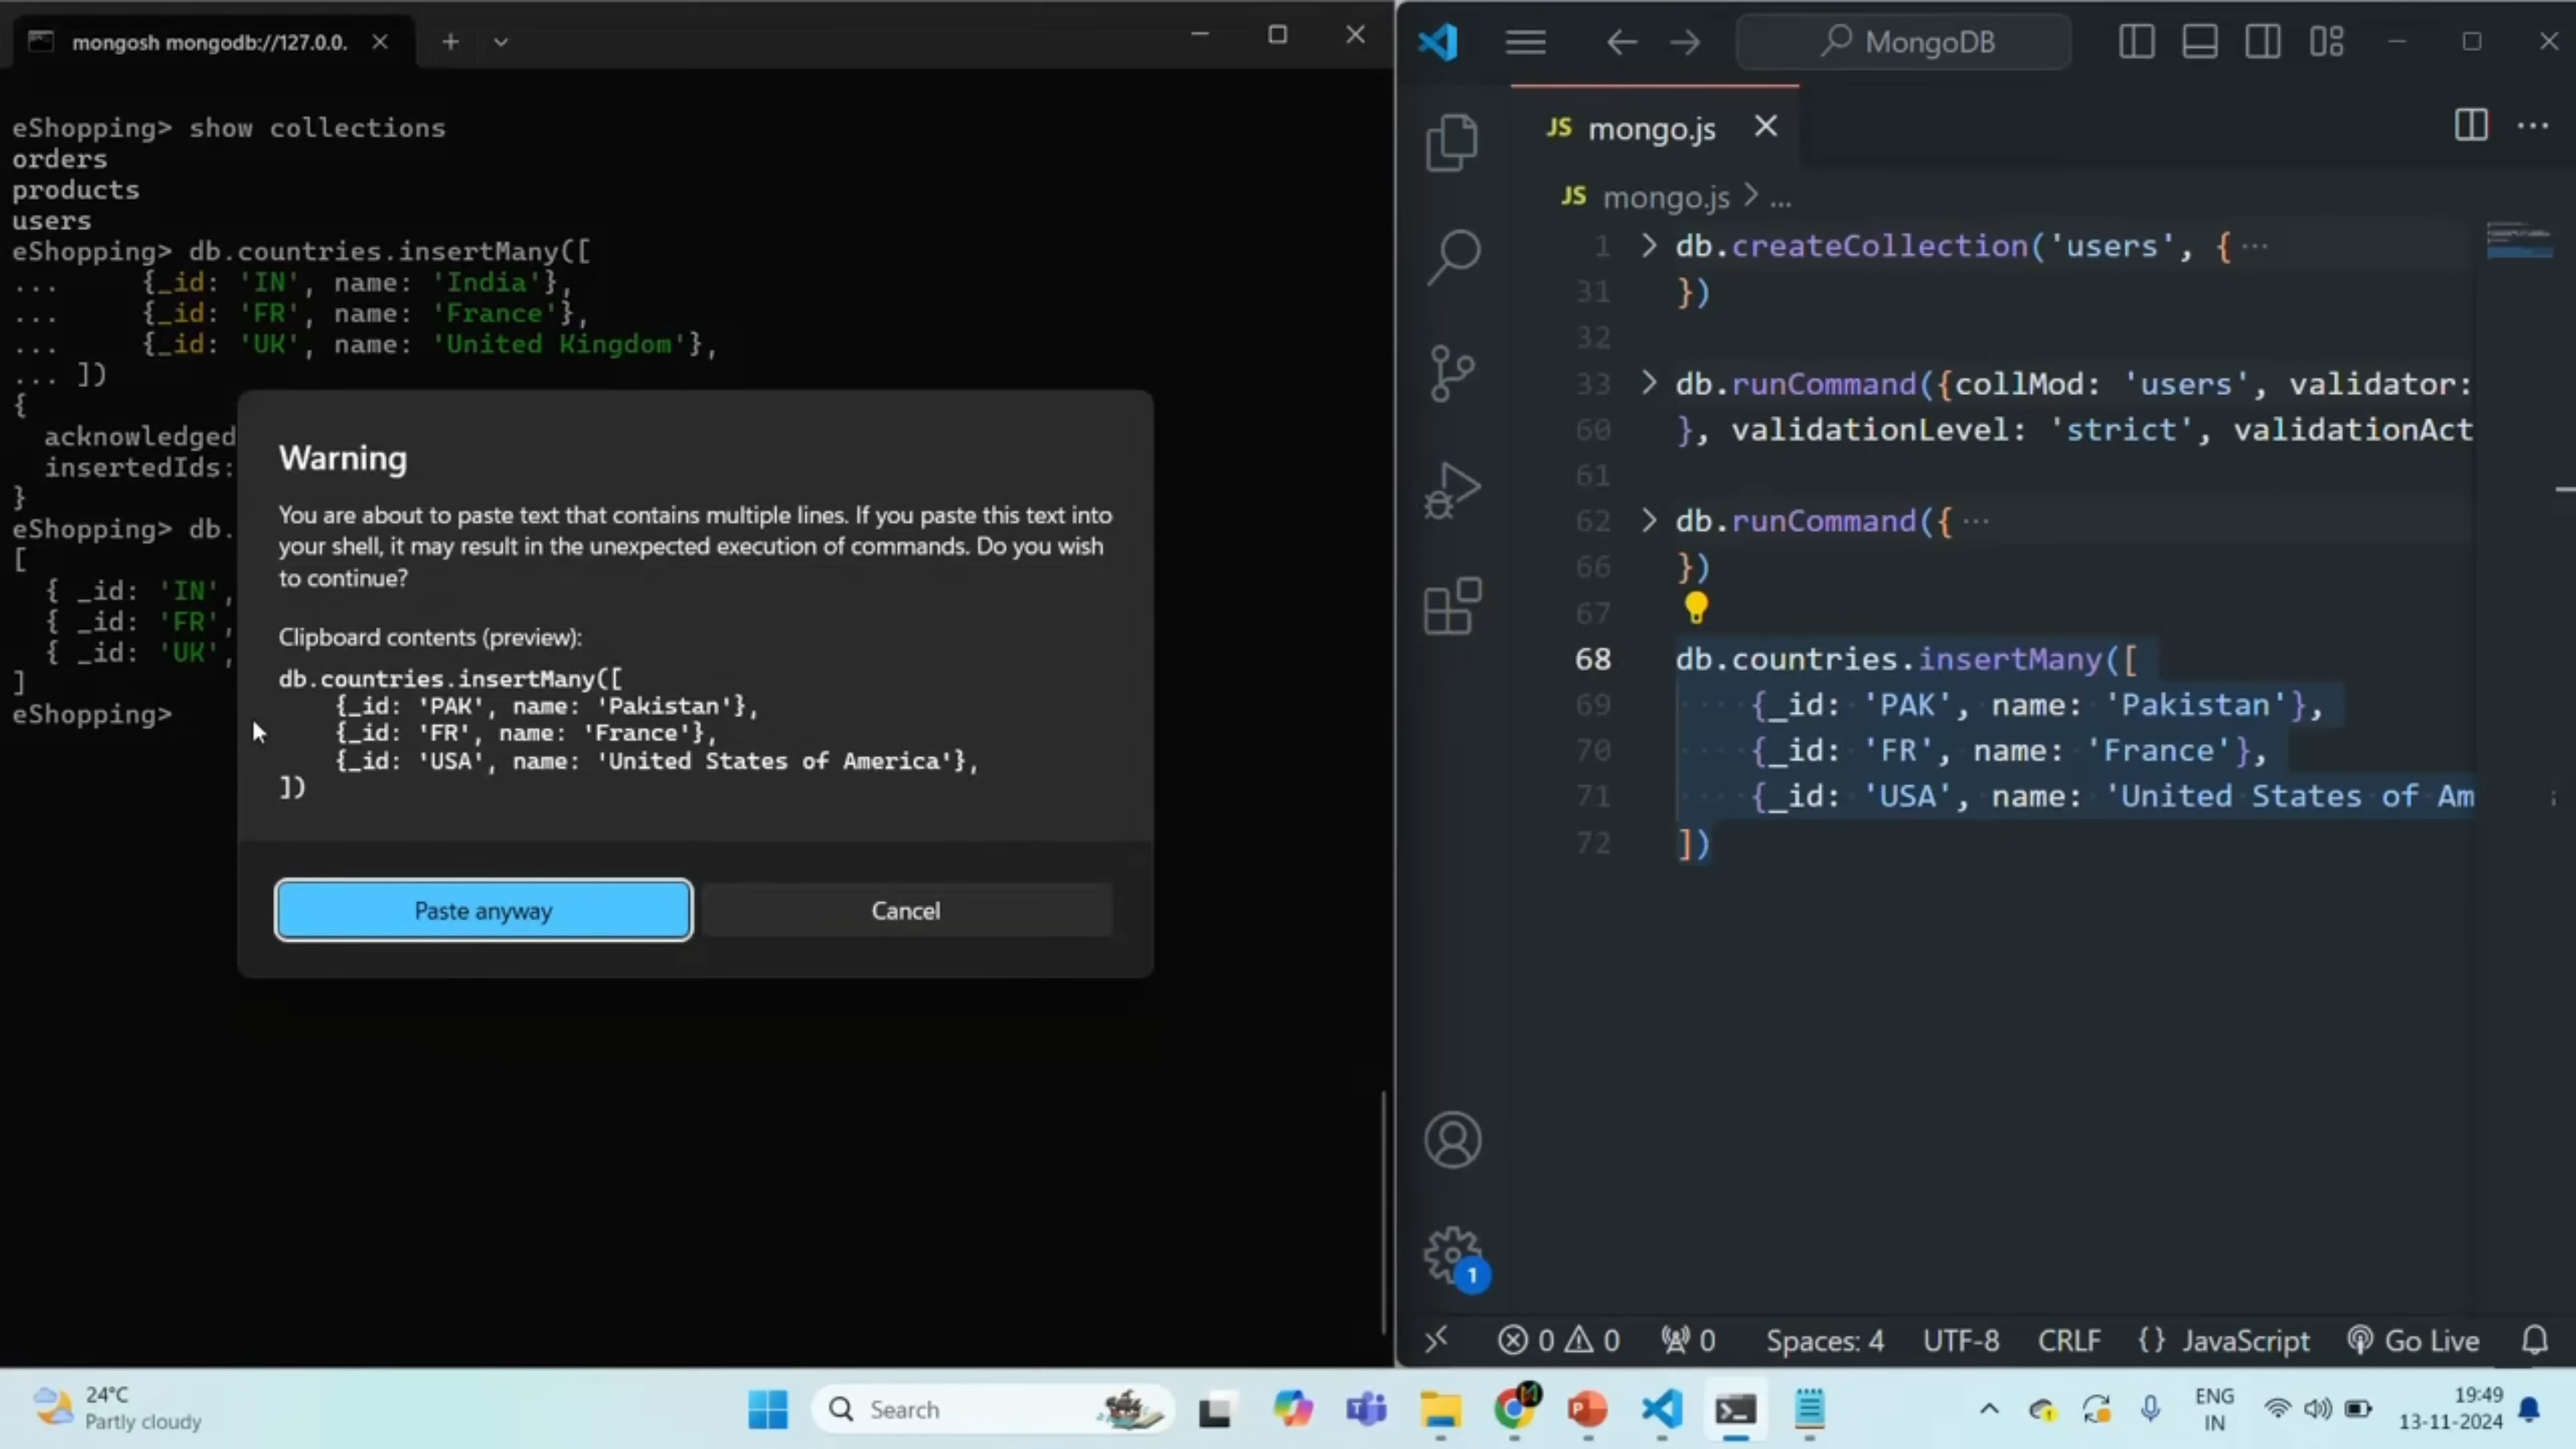 mongosh mongodb://127.0.0.
eShopping> show collections
orders
products
users
eShopping> db.countries.insertMany([
... {_id: 'IN', name: 'India'},
... {_id: 'FR', name: 'France'},
... {_id: 'UK', name: 'United Kingdom'},
... ])
{
acknowledged
insertedIds:
}
eShopping> db.
[
{ _id: 'IN',
{ _id: 'FR',
{ _id: 'UK',
]
eShopping>
Warning
You are about to paste text that contains multiple lines. If you paste this text into
your shell, it may result in the unexpected execution of commands. Do you wish
to continue?
Clipboard contents (preview):
db.countries.insertMany([
{_id: 'PAK', name: 'Pakistan'},
{_id: 'FR', name: 'France'},
{_id: 'USA', name: 'United States of America'},
])
Paste anyway
Cancel
MongoDB
JS mongo.js
JS mongo.js > ...
1 > db.createCollection('users', { ...
31 })
32
33 > db.runCommand({collMod: 'users', validator:
60 }, validationLevel: 'strict', validationAct
61
62 > db.runCommand({ ...
66 })
67
68 db.countries.insertMany([
69 {_id: 'PAK', name: 'Pakistan'},
70 {_id: 'FR', name: 'France'},
71 {_id: 'USA', name: 'United States of Am
72 ])
1
0 0 0 Spaces: 4 UTF-8 CRLF {} JavaScript Go Live
24°C
Partly cloudy
Search
ENG
IN
19:49
13-11-2024